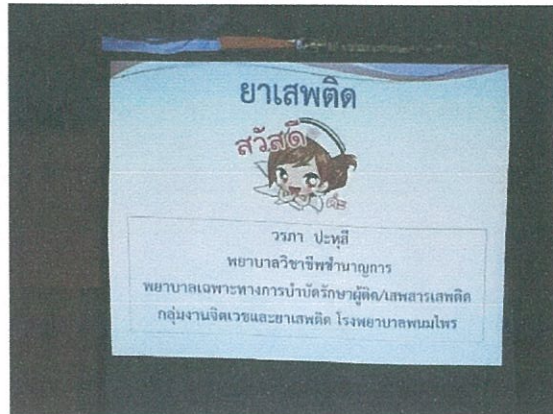 ยาเสพติด
สวัสดี
ค่ะ
วรภา ปะทุสี
พยาบาลวิชาชีพชำนาญการ
พยาบาลเฉพาะทางการบำบัดรักษาผู้ติด/เสพสารเสพติด
กลุ่มงานจิตเวชและยาเสพติด โรงพยาบาลพนมไพร